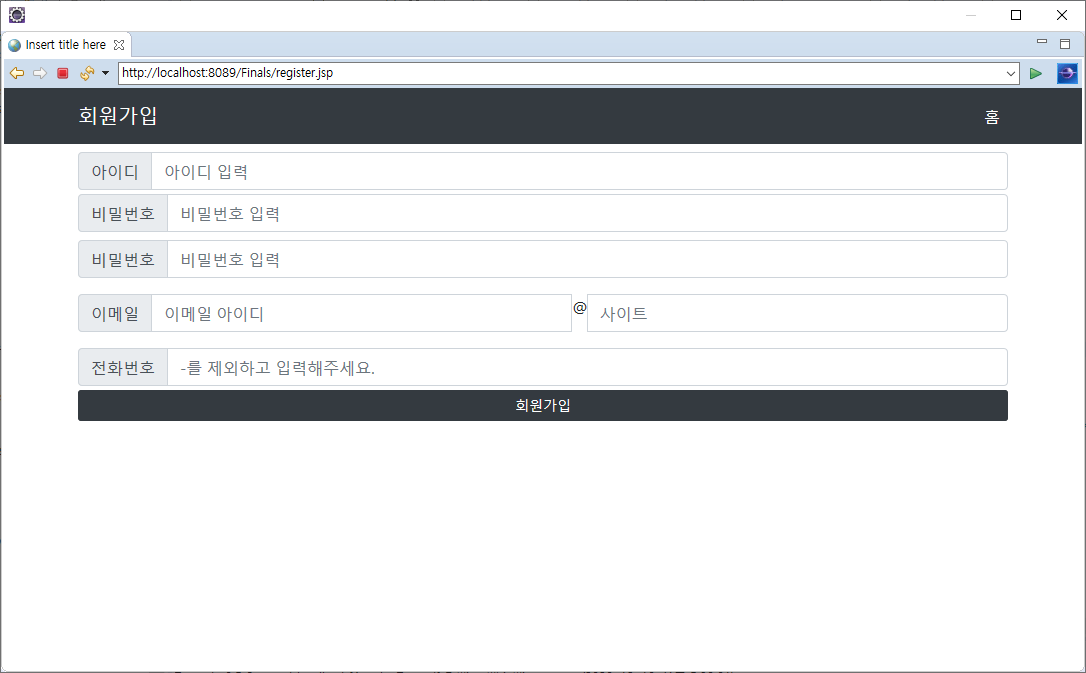 Insert title here
http://localhost:8089/Finals/register.jsp
회원가입 홈
아이디 아이디 입력
비밀번호 비밀번호 입력
비밀번호 비밀번호 입력
이메일 이메일 아이디 @ 사이트
전화번호 -를 제외하고 입력해주세요.
회원가입